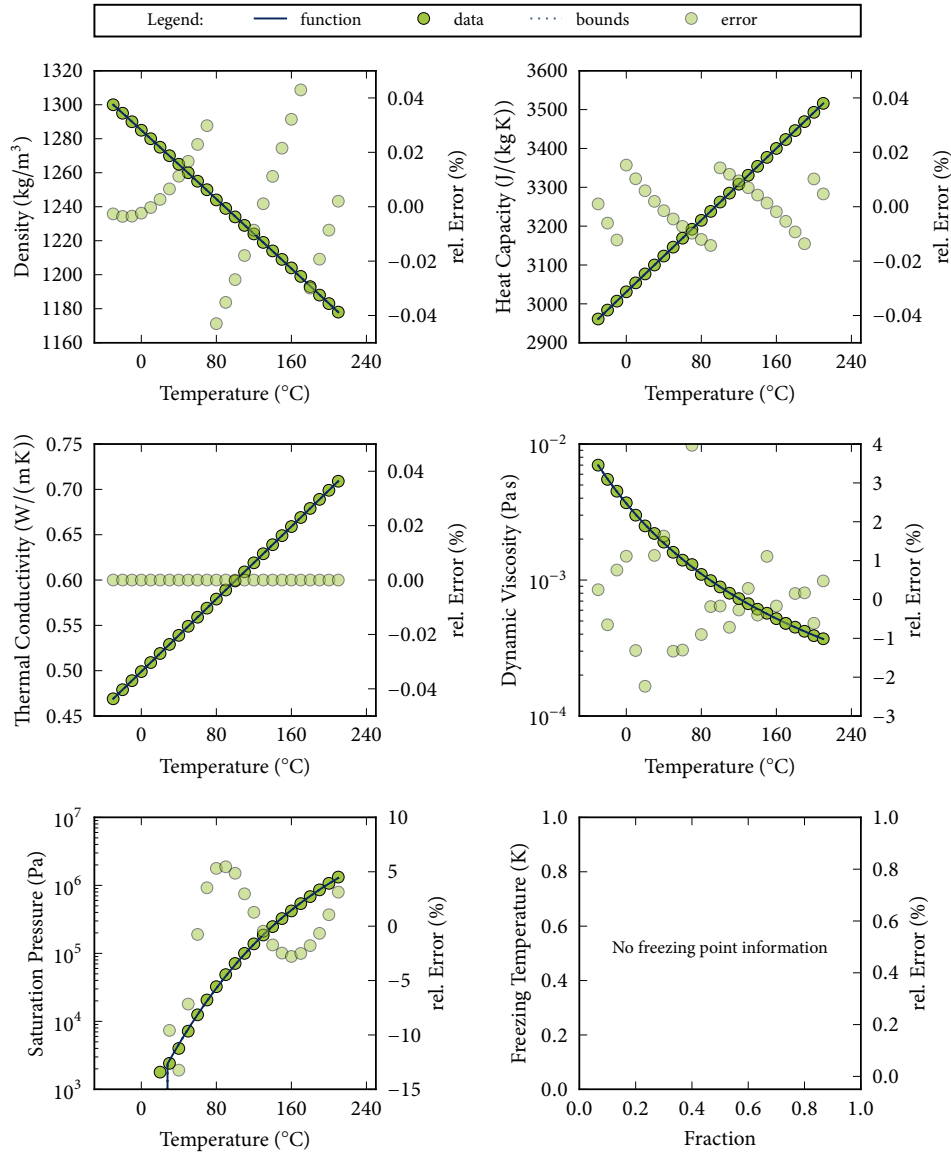 Legend: function data bounds error
1320
1300
1280
1260
1240
1220
1200
1180
1160
Density (kg/m³)
0.04
0.02
0.00
−0.02
−0.04
rel. Error (%)
0 80 160 240
Temperature (°C)
3600
3500
3400
3300
3200
3100
3000
2900
Heat Capacity (J/(kg K))
0.04
0.02
0.00
−0.02
−0.04
rel. Error (%)
0 80 160 240
Temperature (°C)
0.75
0.70
0.65
0.60
0.55
0.50
0.45
Thermal Conductivity (W/(m K))
0.04
0.02
0.00
−0.02
−0.04
rel. Error (%)
0 80 160 240
Temperature (°C)
10⁻²
10⁻³
10⁻⁴
Dynamic Viscosity (Pa s)
4
3
2
1
0
−1
−2
−3
rel. Error (%)
0 80 160 240
Temperature (°C)
10⁷
10⁶
10⁵
10⁴
10³
Saturation Pressure (Pa)
10
5
0
−5
−10
−15
rel. Error (%)
0 80 160 240
Temperature (°C)
1.0
0.8
0.6
0.4
0.2
0.0
Freezing Temperature (K)
No freezing point information
1.0
0.8
0.6
0.4
0.2
0.0
rel. Error (%)
0.0 0.2 0.4 0.6 0.8 1.0
Fraction